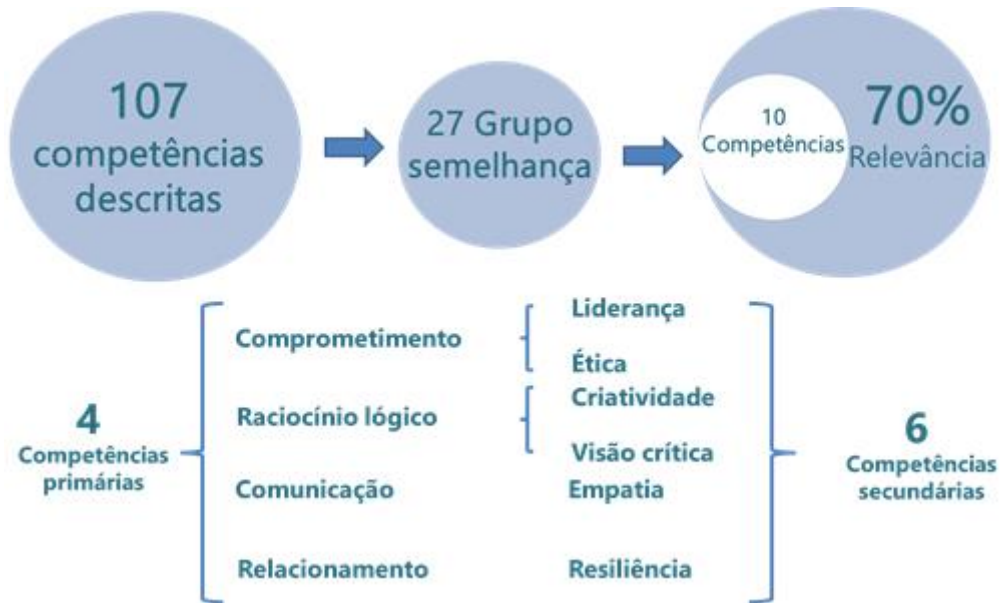 107
competências
descritas
27 Grupo
semelhança
10
Competências
70%
Relevância
4
Competências
primárias
Comprometimento
Raciocínio lógico
Comunicação
Relacionamento
Liderança
Ética
Criatividade
Visão crítica
Empatia
Resiliência
6
Competências
secundárias